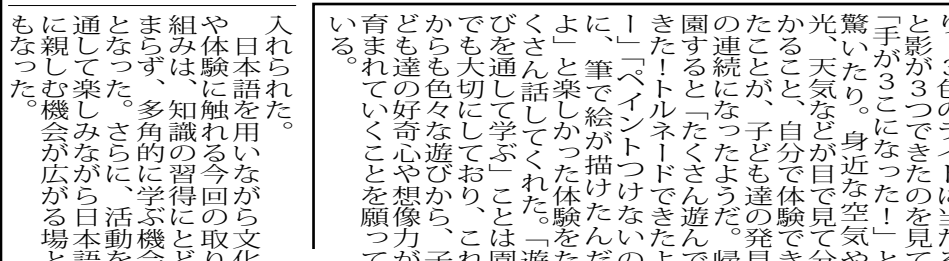 と影が3つできたのを見て
「手が3こになった！」と
驚いたり。身近な空気や
光、天気などが目で見て分
かること、自分で体験でき
たことが、子ども達の発見
の連続になったようだ。帰
園すると「たくさん遊んで
きた！トルネードできたよ
ー」「ペイントつけないの
に、筆で絵が描けたんだ
よ」と楽しかった体験をた
くさん話してくれた。「遊
びを通して学ぶ」ことは園
でも大切にしており、これ
からも色々な遊びから、子
ども達の好奇心や想像力が
育まれていくことを願って
いる。
入れられた。
日本語を用いながら文化
や体験に触れる今回の取り
組みは、知識の習得にとど
まらず、多角的に学ぶ機会
となった。さらに、活動を
通して楽しみながら日本語
に親しむ機会が広がる場と
もなった。